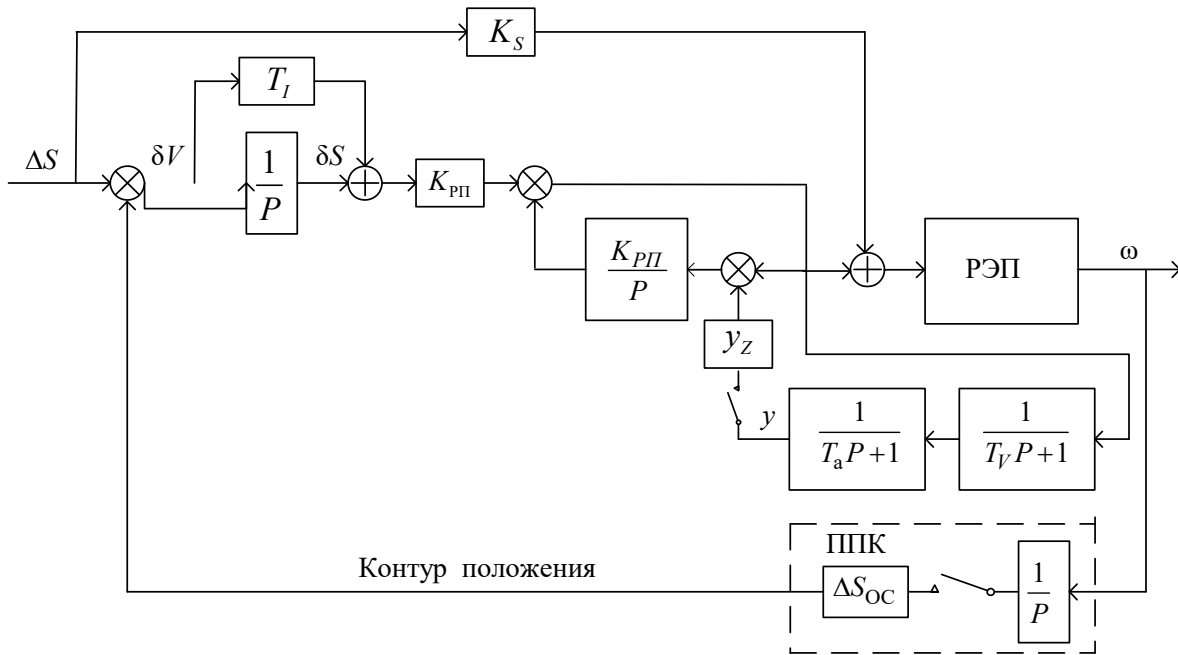 K_S
T_I
ΔS
δV
1/P
δS
K_РП
K_РП/P
РЭП
ω
y_Z
y
1/(T_a P+1)
1/(T_V P+1)
ППК
Контур положения
ΔS_ОС
1/P